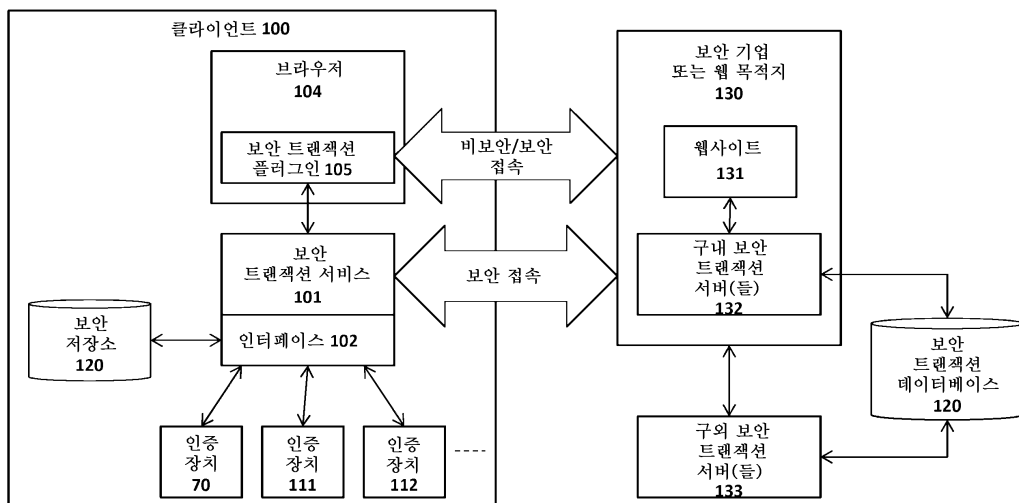 클라이언트 100
브라우저
104
보안 트랜잭션
플러그인 105
보안
트랜잭션 서비스
101
인터페이스 102
보안
저장소
120
인증
장치
70
인증
장치
111
인증
장치
112
비보안/보안
접속
보안 접속
보안 기업
또는 웹 목적지
130
웹사이트
131
구내 보안
트랜잭션
서버(들)
132
구외 보안
트랜잭션
서버(들)
133
보안
트랜잭션
데이터베이스
120